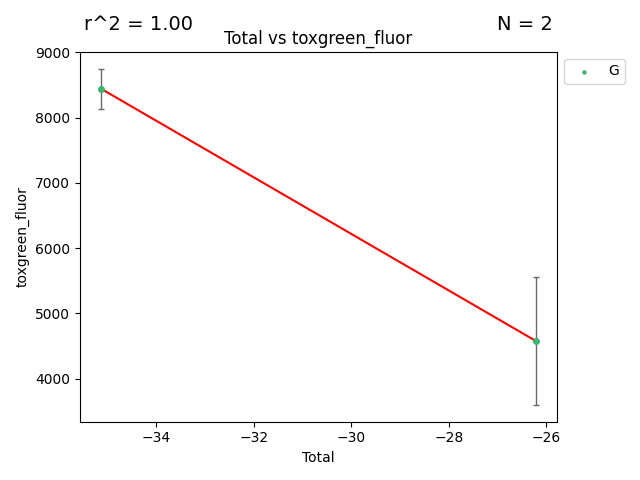 r^2 = 1.00
N = 2
Total vs toxgreen_fluor
G
9000
8000
7000
6000
5000
4000
toxgreen_fluor
−34
−32
−30
−28
−26
Total